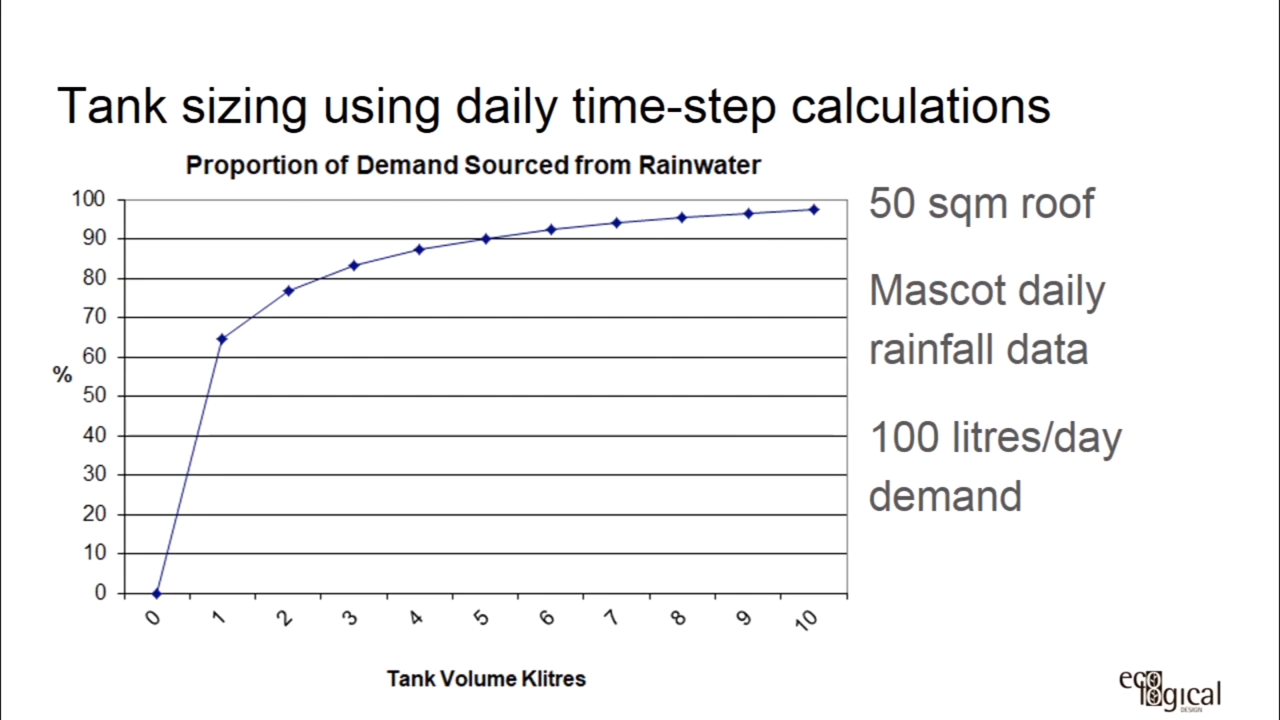 Tank sizing using daily time-step calculations
Proportion of Demand Sourced from Rainwater
100
90
80
70
60
50
40
30
20
10
0
%
0 1 2 3 4 5 6 7 8 9 10
Tank Volume Klitres
50 sqm roof
Mascot daily
rainfall data
100 litres/day
demand
ecological
DESIGN